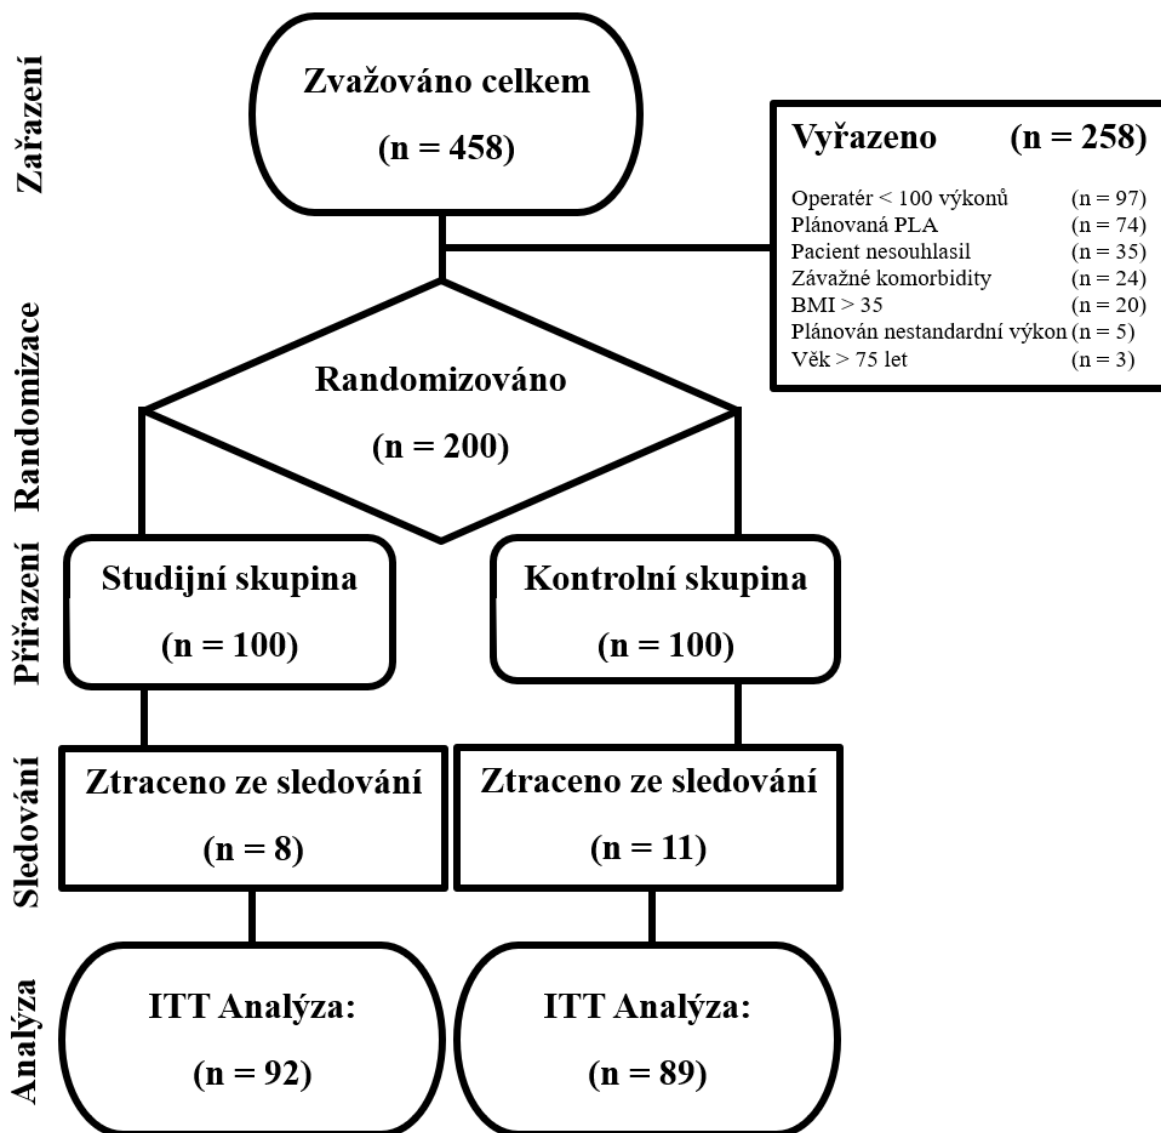 Zařazení
Zvažováno celkem
(n = 458)
Vyřazeno (n = 258)
Operatér < 100 výkonů (n = 97)
Plánovaná PLA (n = 74)
Pacient nesouhlasil (n = 35)
Závažné komorbidity (n = 24)
BMI > 35 (n = 20)
Plánován nestandardní výkon (n = 5)
Věk > 75 let (n = 3)
Randomizace
Randomizováno
(n = 200)
Přiřazení
Studijní skupina
(n = 100)
Kontrolní skupina
(n = 100)
Sledování
Ztraceno ze sledování
(n = 8)
Ztraceno ze sledování
(n = 11)
Analýza
ITT Analýza:
(n = 92)
ITT Analýza:
(n = 89)